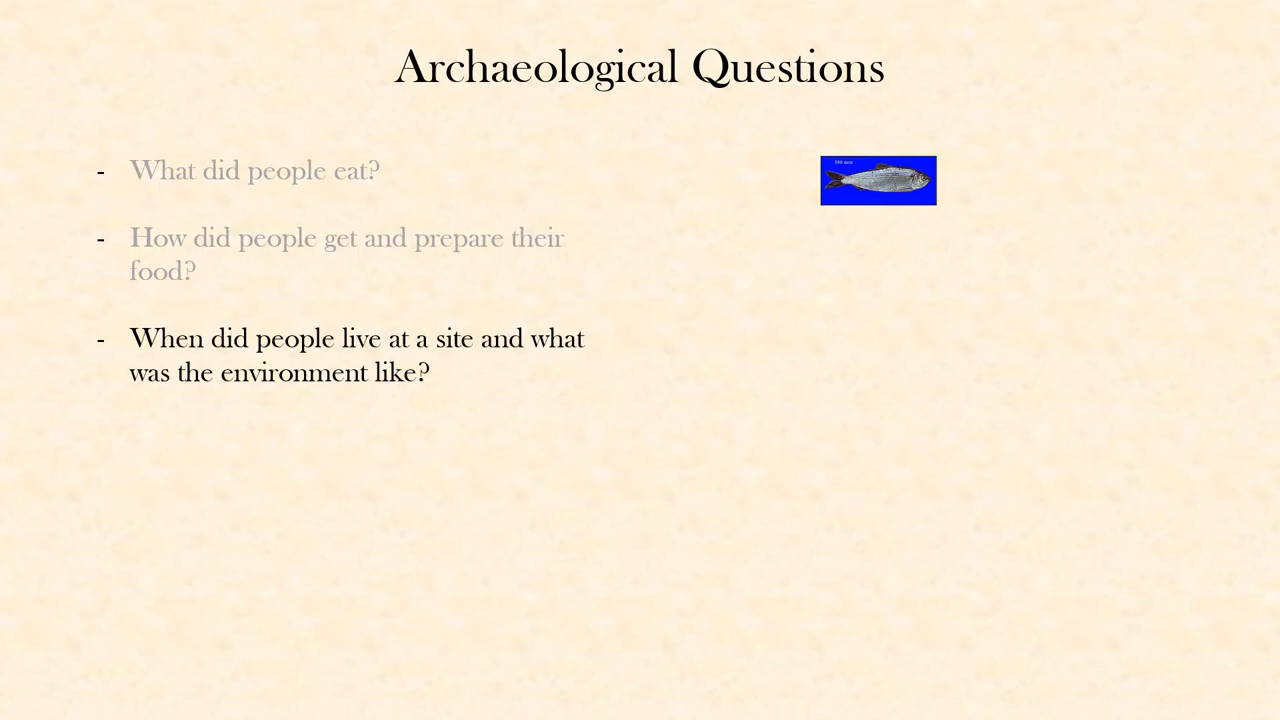 Archaeological Questions
- What did people eat?
- How did people get and prepare their
food?
- When did people live at a site and what
was the environment like?